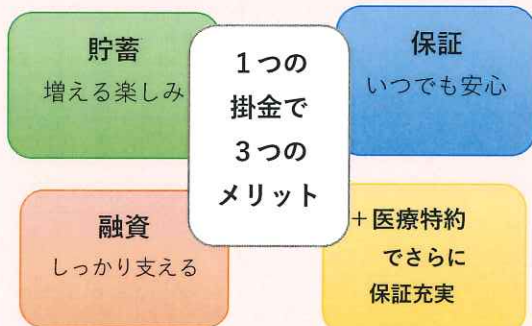 貯蓄
増える楽しみ
1つの
掛金で
3つの
メリット
保証
いつでも安心
融資
しっかり支える
+医療特約
でさらに
保証充実